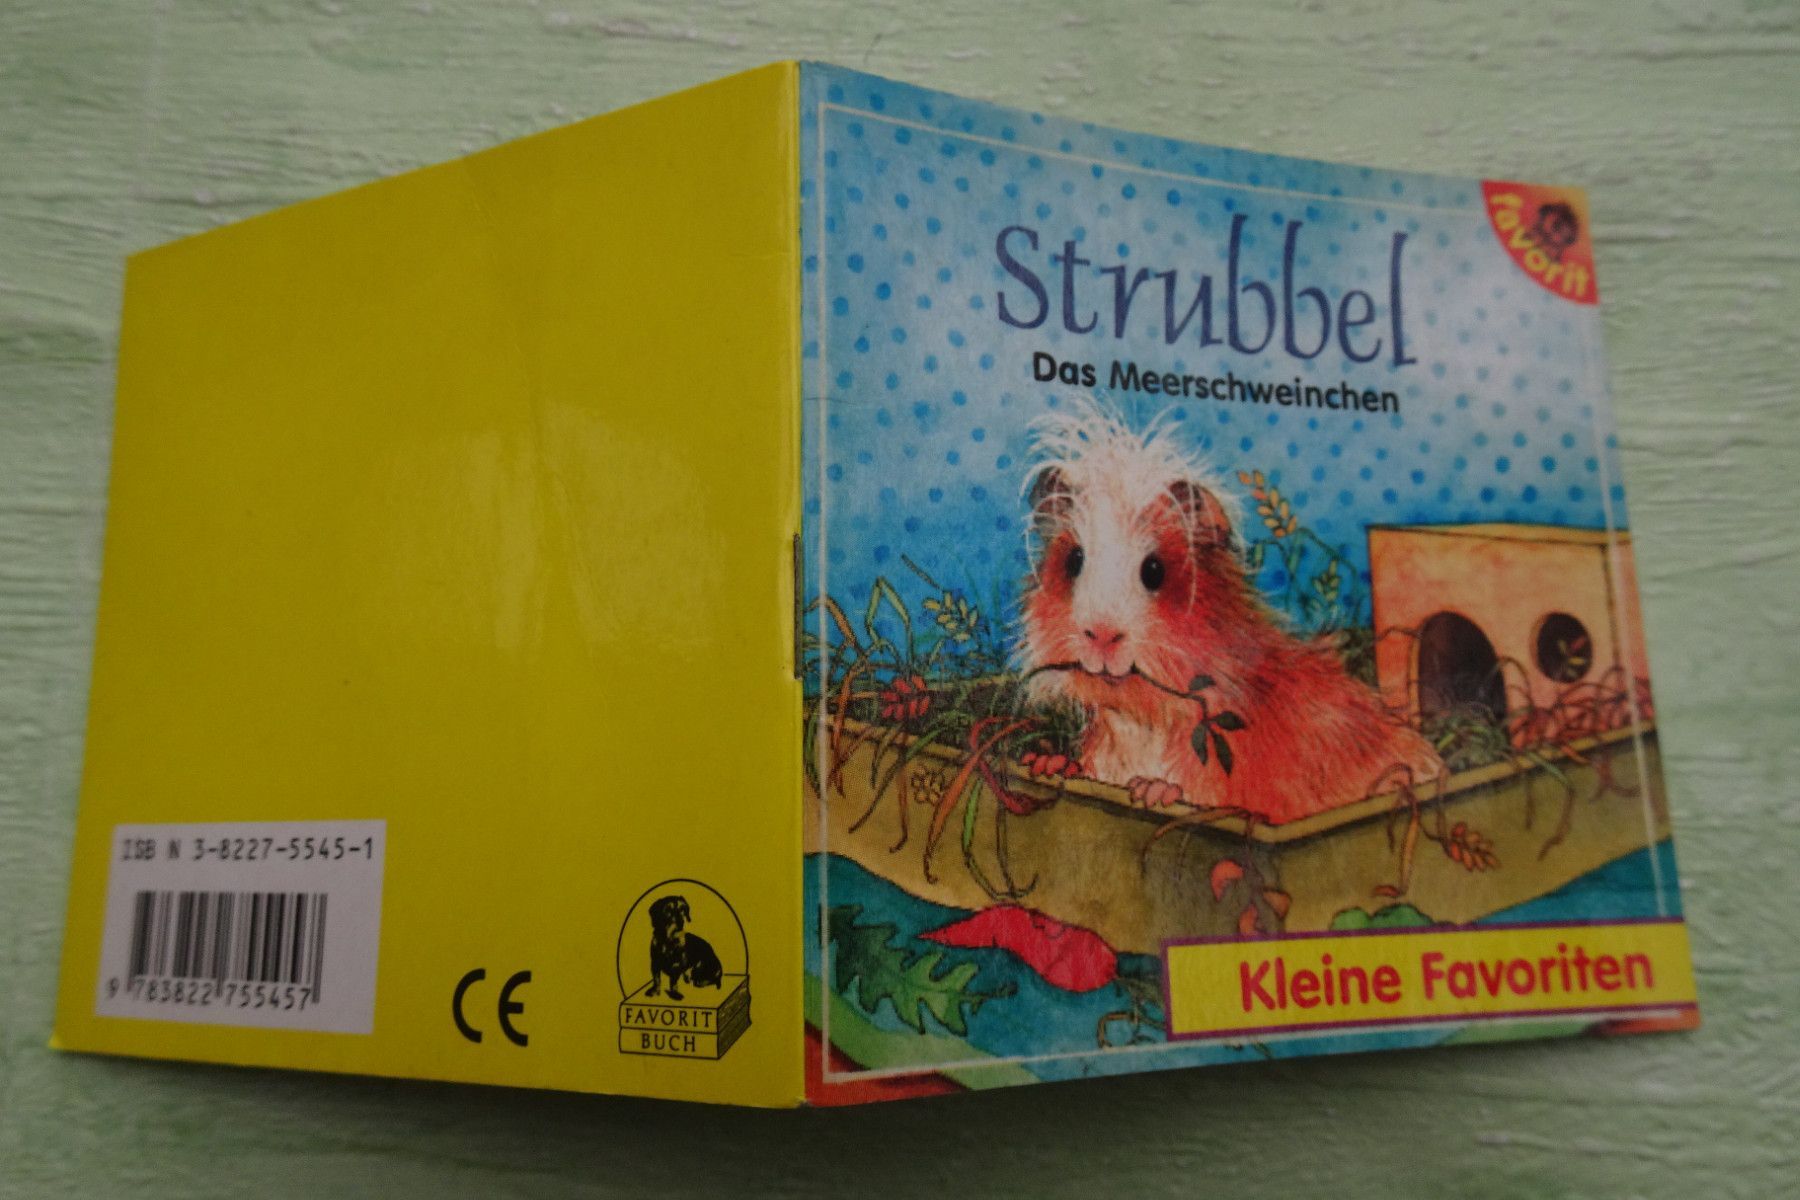 ISBN 3-8227-5545-1
9 783822 755457
CE
FAVORIT
BUCH
favorit
Strubbel
Das Meerschweinchen
Kleine Favoriten